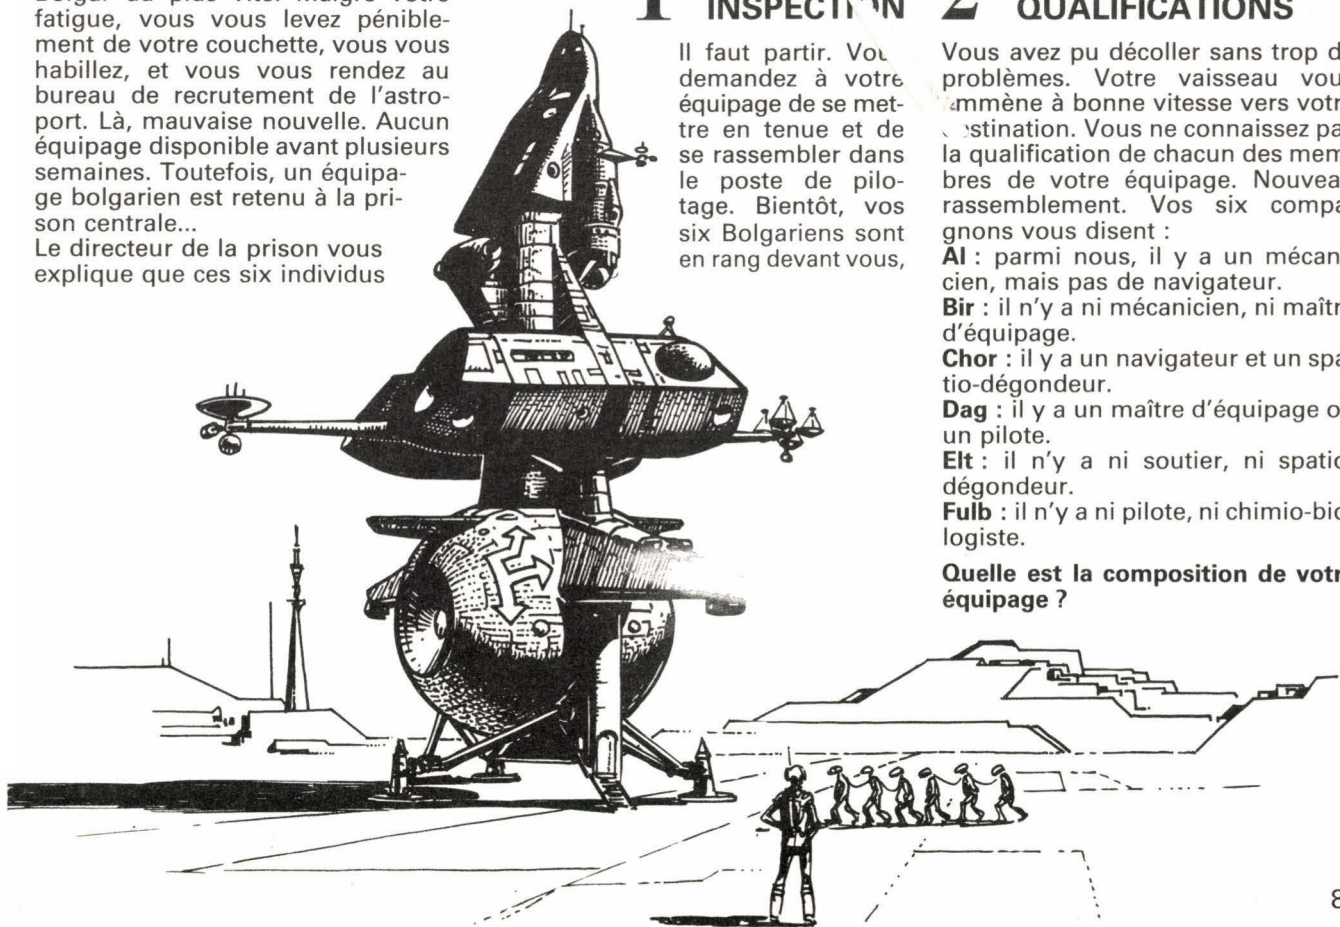 fatigue, vous vous levez pénible-
ment de votre couchette, vous vous
habillez, et vous vous rendez au
bureau de recrutement de l'astro-
port. Là, mauvaise nouvelle. Aucun
équipage disponible avant plusieurs
semaines. Toutefois, un équipa-
ge bolgarien est retenu à la pri-
son centrale...
Le directeur de la prison vous
explique que ces six individus
1 INSPECTION
Il faut partir. Vous
demandez à votre
équipage de se met-
tre en tenue et de
se rassembler dans
le poste de pilo-
tage. Bientôt, vos
six Bolgariens sont
en rang devant vous,
2 QUALIFICATIONS
Vous avez pu décoller sans trop d
problèmes. Votre vaisseau vou
emmène à bonne vitesse vers votr
estination. Vous ne connaissez pa
la qualification de chacun des mem
bres de votre équipage. Nouvea
rassemblement. Vos six compa
gnons vous disent :
Al : parmi nous, il y a un mécan
cien, mais pas de navigateur.
Bir : il n'y a ni mécanicien, ni maîtr
d'équipage.
Chor : il y a un navigateur et un spa
tio-dégondeur.
Dag : il y a un maître d'équipage o
un pilote.
Elt : il n'y a ni soutier, ni spatio
dégondeur.
Fulb : il n'y a ni pilote, ni chimio-bio
logiste.
Quelle est la composition de votr
équipage ?
8